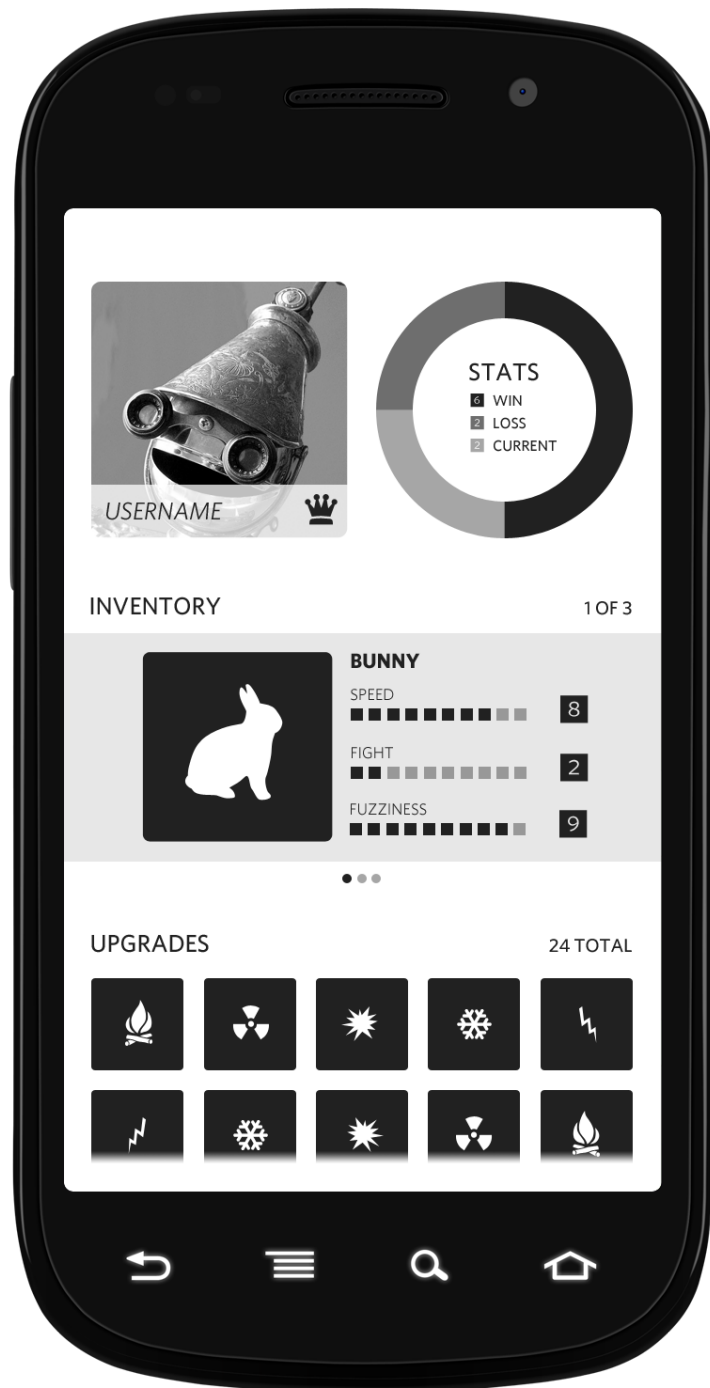 STATS
6 WIN
2 LOSS
2 CURRENT
USERNAME
INVENTORY 1 OF 3
BUNNY
SPEED
8
FIGHT
2
FUZZINESS
9
UPGRADES 24 TOTAL